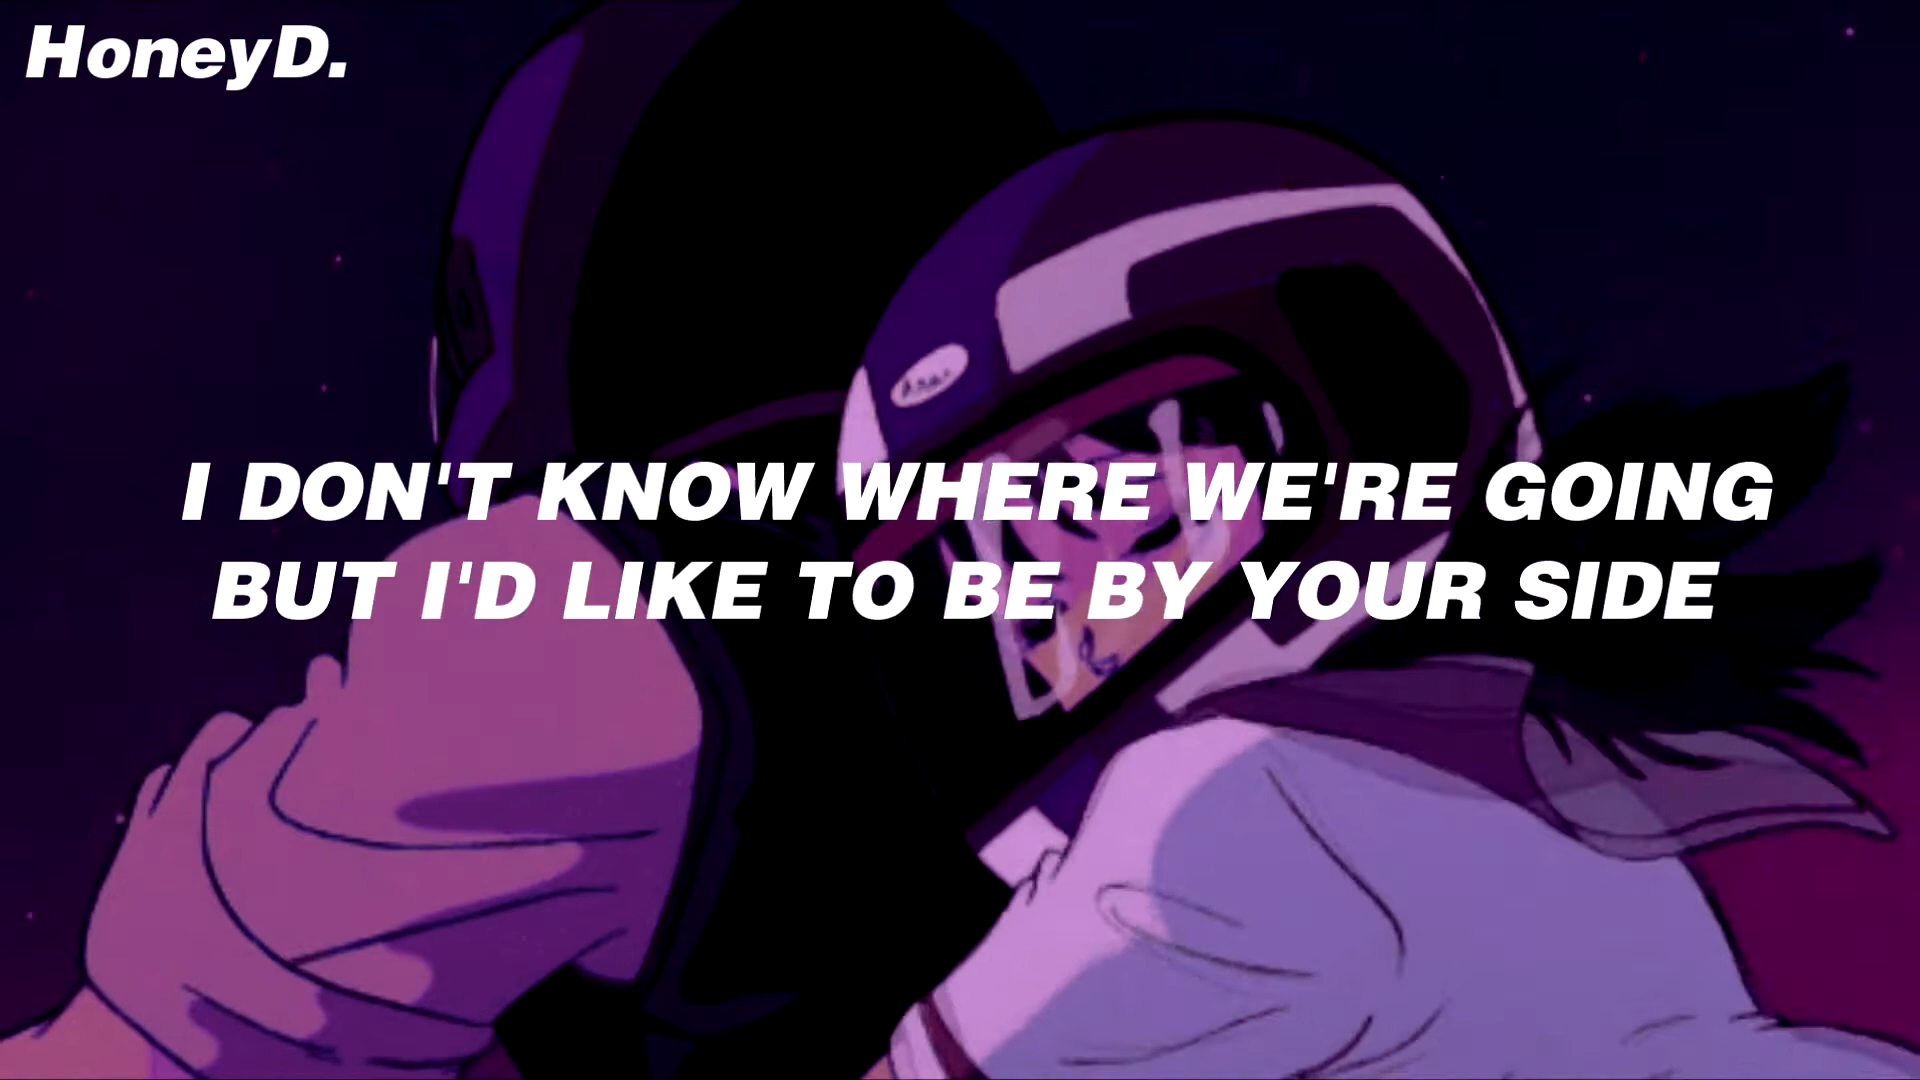 HoneyD.
I DON'T KNOW WHERE WE'RE GOING
BUT I'D LIKE TO BE BY YOUR SIDE